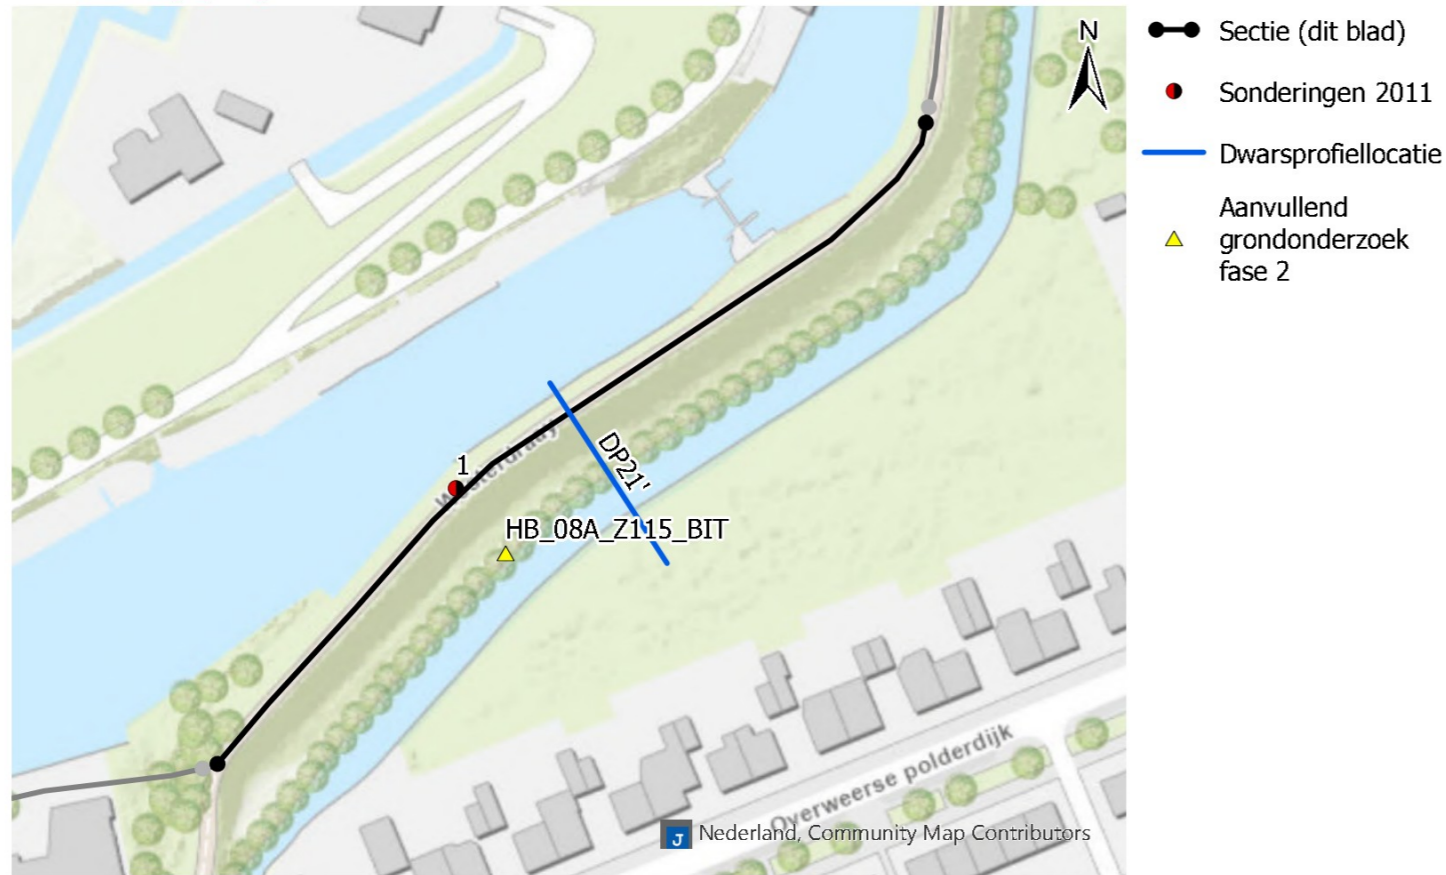 N
Sectie (dit blad)
Sonderingen 2011
Dwarsprofiellocatie
Aanvullend
grondonderzoek
fase 2
1
DP21'
HB_08A_Z115_BIT
Overweerse polderdijk
J
Nederland, Community Map Contributors